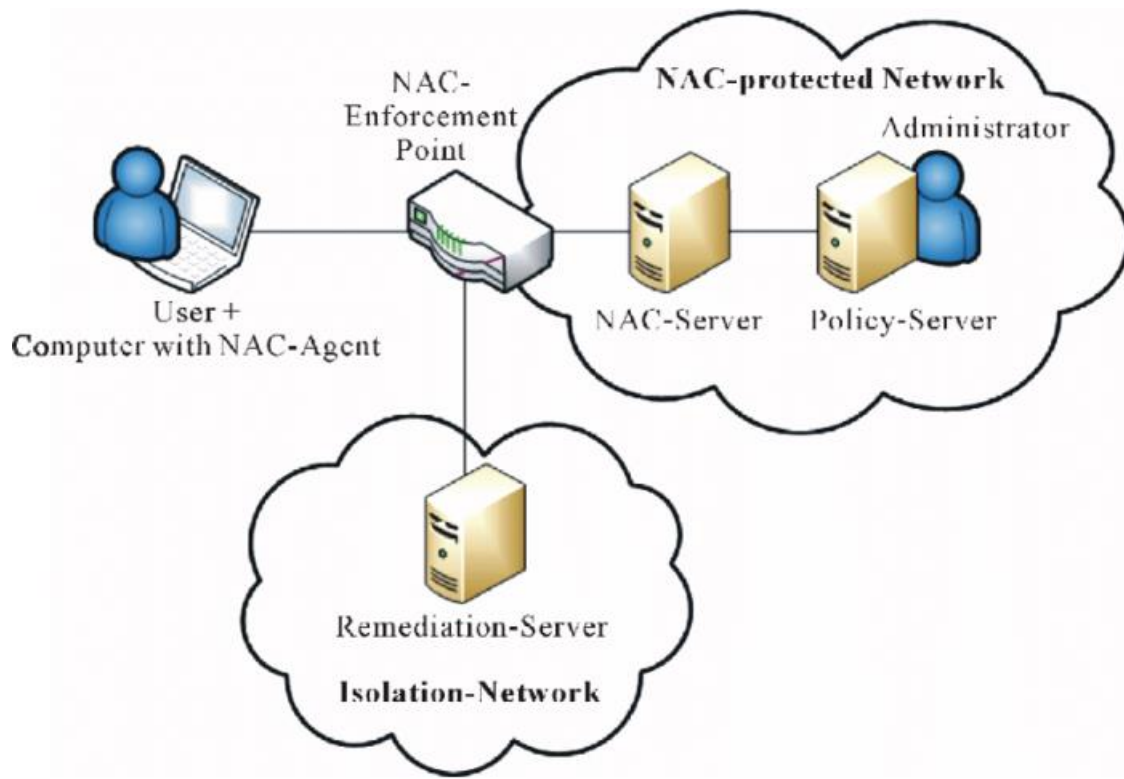 NAC-
Enforcement
Point
NAC-protected Network
Administrator
User +
Computer with NAC-Agent
NAC-Server
Policy-Server
Remediation-Server
Isolation-Network